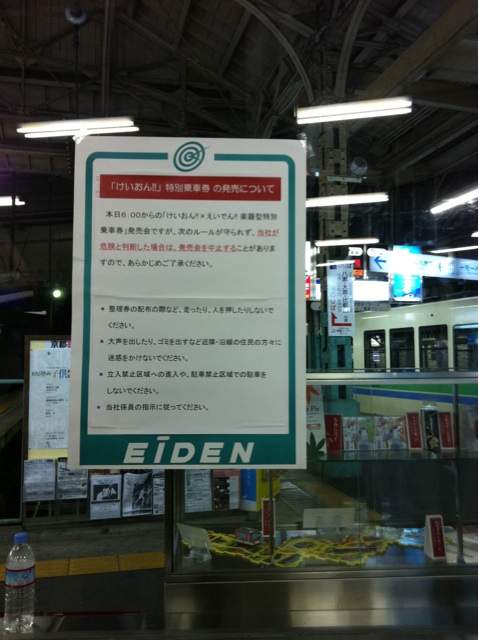 「けいおん!!」特別乗車券 の発売について
本日6:00からの「けいおん!!＊えいでん!! 楽器型特別
乗車券」発売会ですが、次のルールが守られず、当社が
危険と判断した場合は、発売会を中止することがありま
すので、あらかじめご了承ください。
● 整理券の配布の際など、走ったり、人を押したりしないで
ください。
● 大声を出したり、ゴミを出すなど近隣・沿線の住民の方々に
迷惑をかけないでください。
● 立入禁止区域への進入や、駐車禁止区域での駐車を
しないでください。
● 当社係員の指示に従ってください。
EIDEN